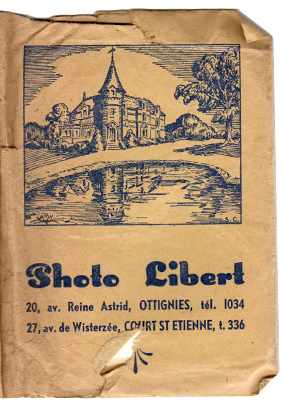 S.C.
Photo Libert
20, av. Reine Astrid, OTTIGNIES, tél. 1034
27, av. de Wisterzée, COURT ST ETIENNE, t. 336